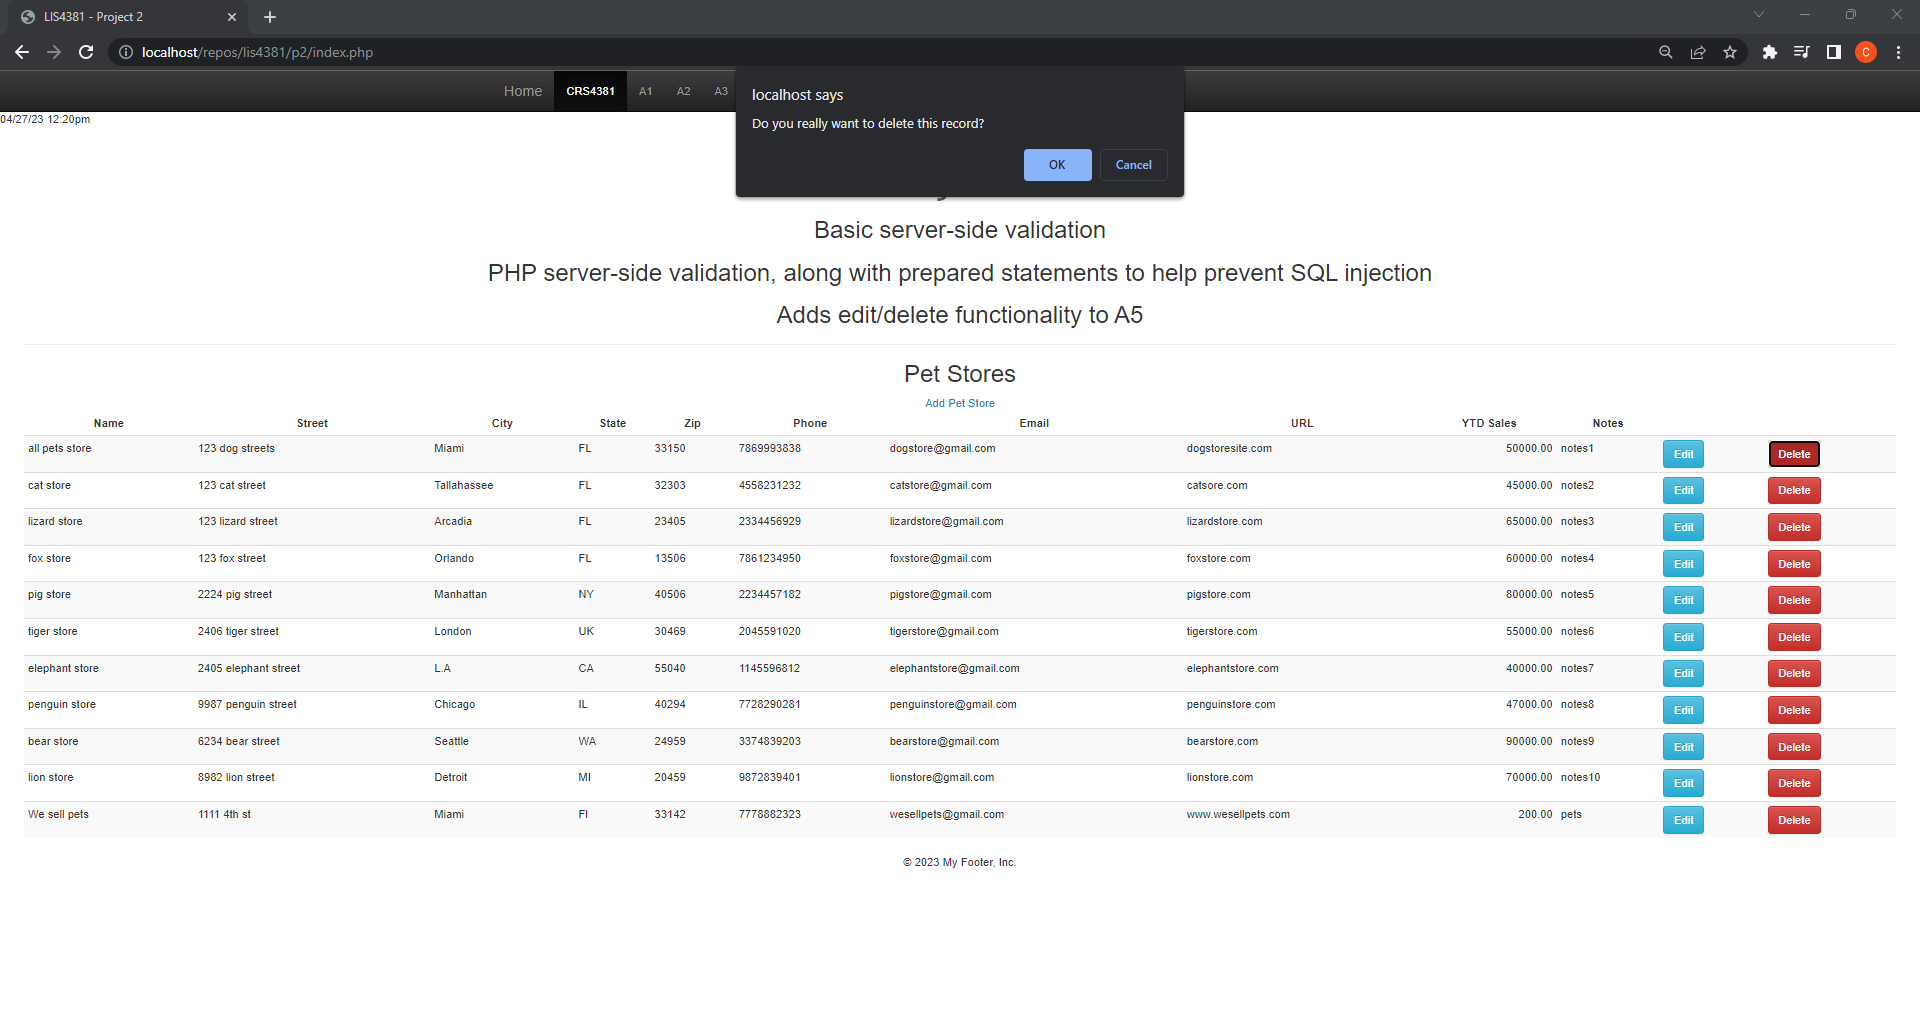 LIS4381 - Project 2
localhost/repos/lis4381/p2/index.php
C
Home CRS4381 A1 A2 A3
localhost says
Do you really want to delete this record?
OK Cancel
04/27/23 12:20pm
Basic server-side validation
PHP server-side validation, along with prepared statements to help prevent SQL injection
Adds edit/delete functionality to A5
Pet Stores
Add Pet Store
Name Street City State Zip Phone Email URL YTD Sales Notes
all pets store 123 dog streets Miami FL 33150 7869993838 dogstore@gmail.com dogstoresite.com 50000.00 notes1 Edit Delete
cat store 123 cat street Tallahassee FL 32303 4558231232 catstore@gmail.com catsore.com 45000.00 notes2 Edit Delete
lizard store 123 lizard street Arcadia FL 23405 2334456929 lizardstore@gmail.com lizardstore.com 65000.00 notes3 Edit Delete
fox store 123 fox street Orlando FL 13506 7861234950 foxstore@gmail.com foxstore.com 60000.00 notes4 Edit Delete
pig store 2224 pig street Manhattan NY 40506 2234457182 pigstore@gmail.com pigstore.com 80000.00 notes5 Edit Delete
tiger store 2406 tiger street London UK 30469 2045591020 tigerstore@gmail.com tigerstore.com 55000.00 notes6 Edit Delete
elephant store 2405 elephant street L.A CA 55040 1145596812 elephantstore@gmail.com elephantstore.com 40000.00 notes7 Edit Delete
penguin store 9987 penguin street Chicago IL 40294 7728290281 penguinstore@gmail.com penguinstore.com 47000.00 notes8 Edit Delete
bear store 6234 bear street Seattle WA 24959 3374839203 bearstore@gmail.com bearstore.com 90000.00 notes9 Edit Delete
lion store 8982 lion street Detroit MI 20459 9872839401 lionstore@gmail.com lionstore.com 70000.00 notes10 Edit Delete
We sell pets 1111 4th st Miami Fl 33142 7778882323 wesellpets@gmail.com www.wesellpets.com 200.00 pets Edit Delete
© 2023 My Footer, Inc.